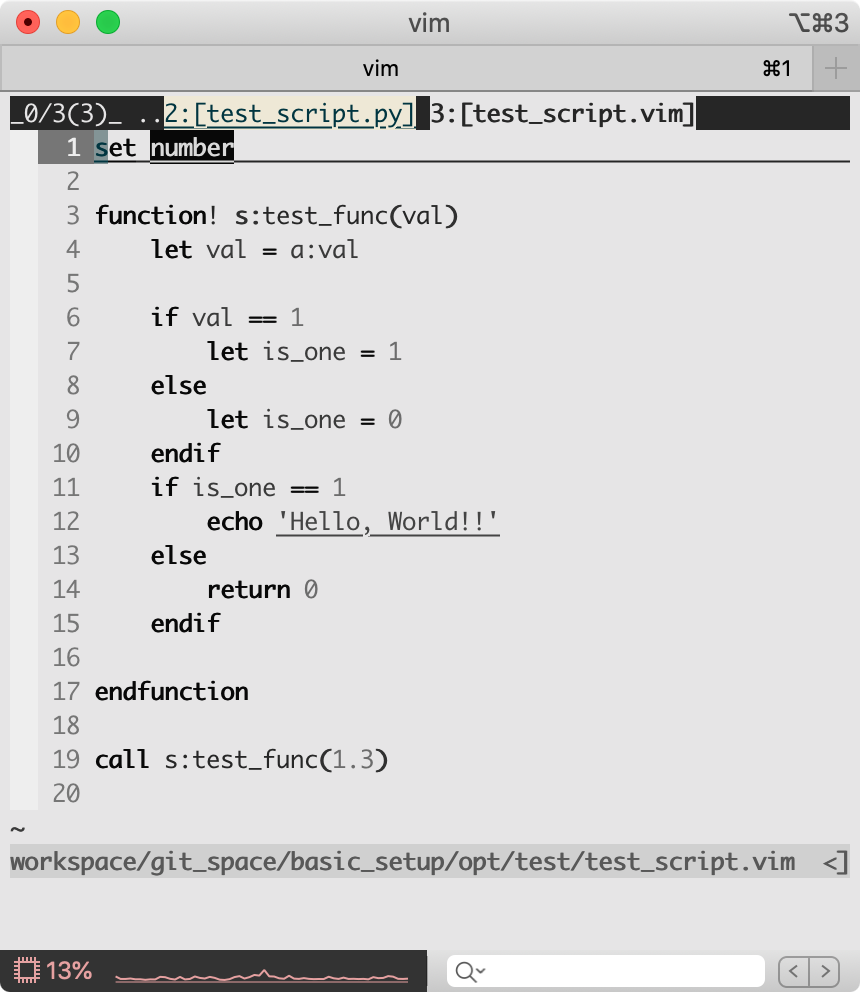 vim ⌥⌘3
vim ⌘1
_0/3(3)_ ..2:[test_script.py] 3:[test_script.vim]
1 set number
2
3 function! s:test_func(val)
4     let val = a:val
5
6     if val == 1
7         let is_one = 1
8     else
9         let is_one = 0
10     endif
11     if is_one == 1
12         echo 'Hello, World!!'
13     else
14         return 0
15     endif
16
17 endfunction
18
19 call s:test_func(1.3)
20
~
workspace/git_space/basic_setup/opt/test/test_script.vim <]
13%